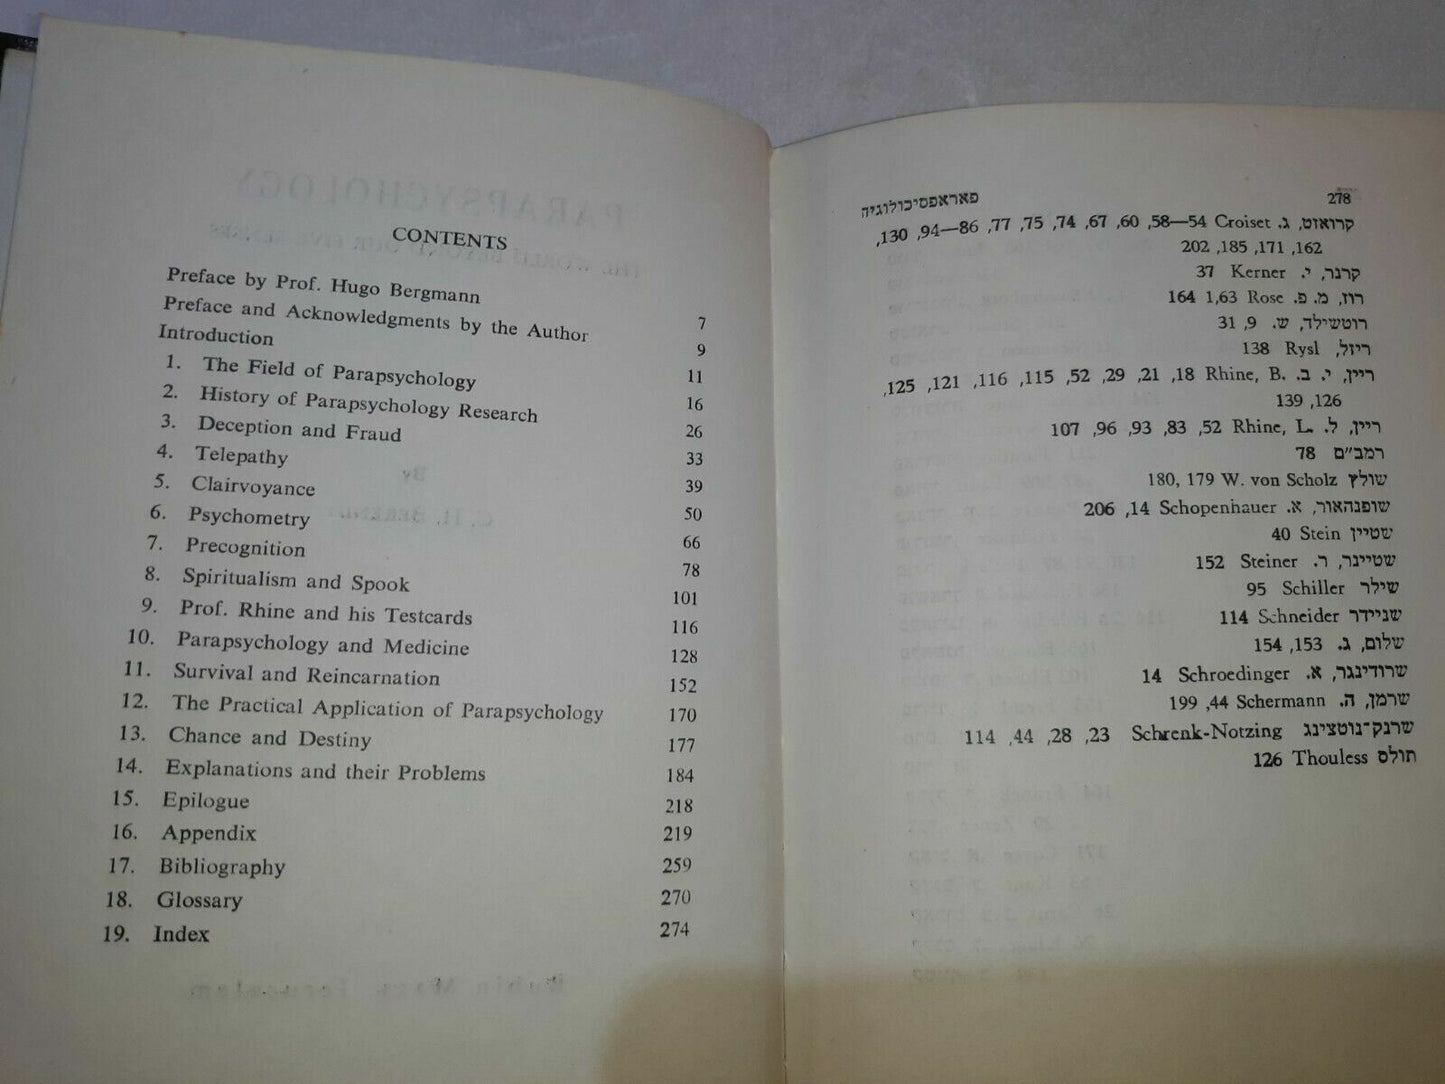 CONTENTS
Preface by Prof. Hugo Bergmann 7
Preface and Acknowledgments by the Author 9
Introduction 11
1. The Field of Parapsychology 16
2. History of Parapsychology Research 26
3. Deception and Fraud 33
4. Telepathy 39
5. Clairvoyance 50
6. Psychometry 66
7. Precognition 78
8. Spiritualism and Spook 101
9. Prof. Rhine and his Testcards 116
10. Parapsychology and Medicine 128
11. Survival and Reincarnation 152
12. The Practical Application of Parapsychology 170
13. Chance and Destiny 177
14. Explanations and their Problems 184
15. Epilogue 218
16. Appendix 219
17. Bibliography 259
18. Glossary 270
19. Index 274
278 פאראפסיכולוגיה
קרואזט, ג. Croiset 54—58, 60, 67, 74, 75, 77, 86—94, 130,
162, 171, 185, 202
קרנר, י. Kerner 37
רוז, מ. פ. Rose 1,63 164
רוטשילד, ש. 9, 31
ריזל, Rysl 138
ריין, י. ב. Rhine, B. 18, 21, 29, 52, 115, 116, 121, 125,
126, 139
ריין, ל. Rhine, L. 52, 83, 93, 96, 107
רמב״ם 78
שולץ W. von Scholz 179 ,180
שופנהאור, א. Schopenhauer 14, 206
שטיין Stein 40
שטיינר, ר. Steiner 152
שילר Schiller 95
שניידר Schneider 114
שלום, ג. 153, 154
שרודינגר, א. Schroedinger 14
שרמן, ה. Schermann 44, 199
שרנק־נוטצינג Schrenk-Notzing 23, 28, 44, 114
תולס Thouless 126